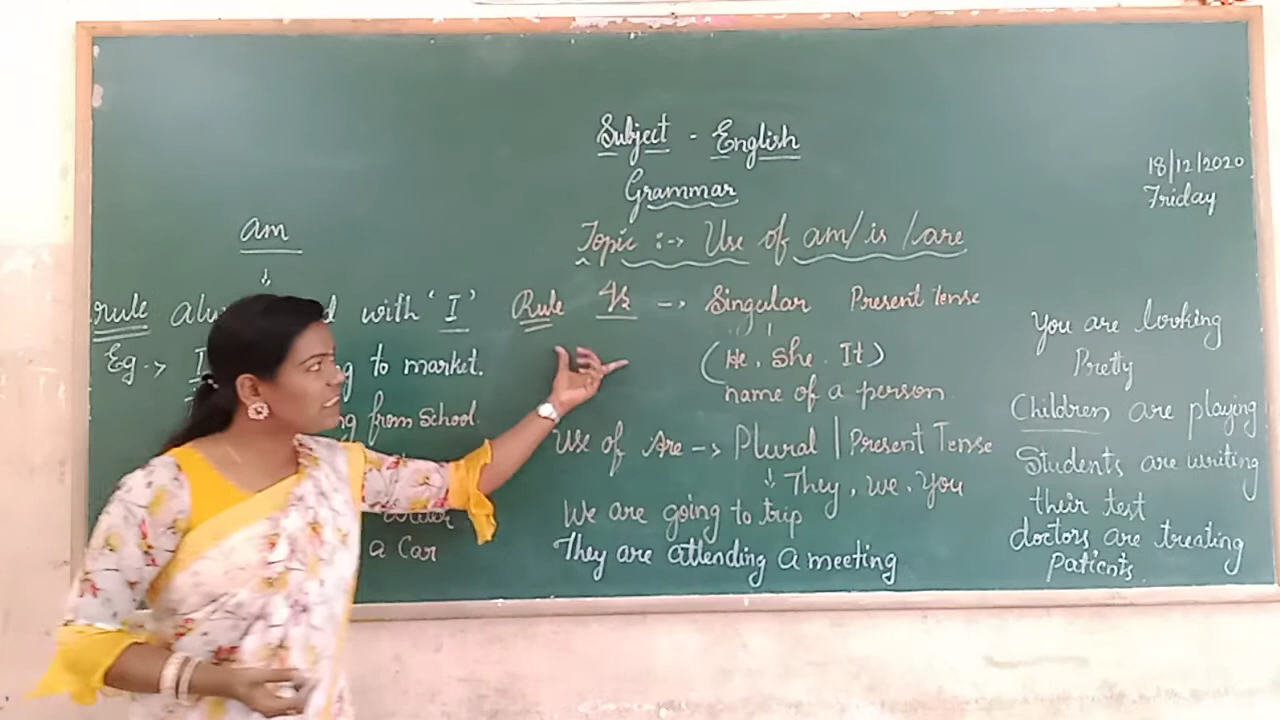 Subject - English
Grammar
18/12/2020
Friday
Topic :-> Use of am/is/are
am
↓
rule with 'I'
Eg -> I to market.
from School.
a Car
Rule -> Singular Present tense
(He, She. It)
name of a person
Use of Are -> Plural | Present Tense
↓ They, we, You
We are going to trip
They are attending a meeting
You are looking
Pretty
Children are playing
Students are writing
their test
doctors are treating
patients.